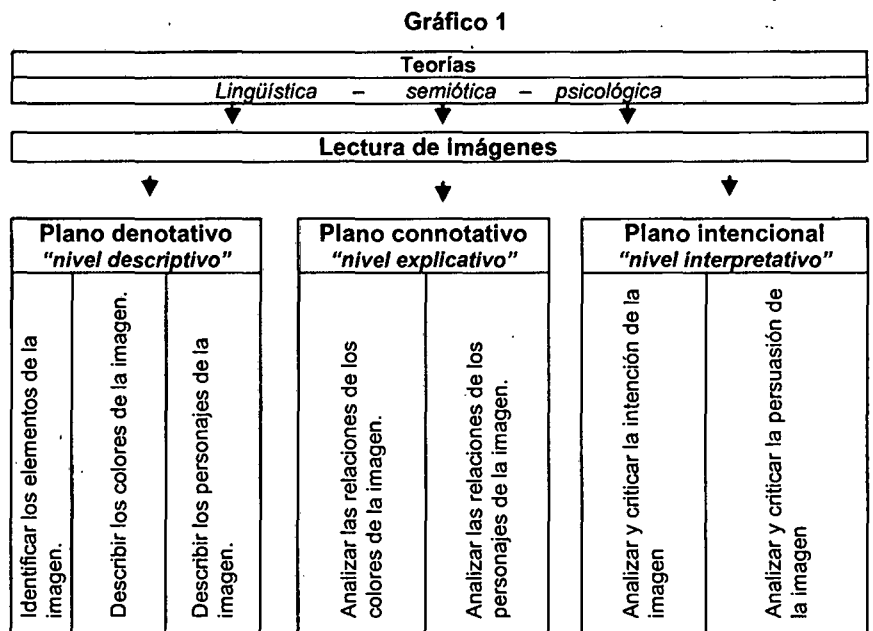 Gráfico 1
Teorías
Lingüística – semiótica – psicológica
Lectura de imágenes
Plano denotativo
"nivel descriptivo"
Identificar los elementos de la
imagen.
Describir los colores de la imagen.
Describir los personajes de la
imagen.
Plano connotativo
"nivel explicativo"
Analizar las relaciones de los
colores de la imagen.
Analizar las relaciones de los
personajes de la imagen.
Plano intencional
"nivel interpretativo"
Analizar y criticar la intención de la
imagen
Analizar y criticar la persuasión de
la imagen